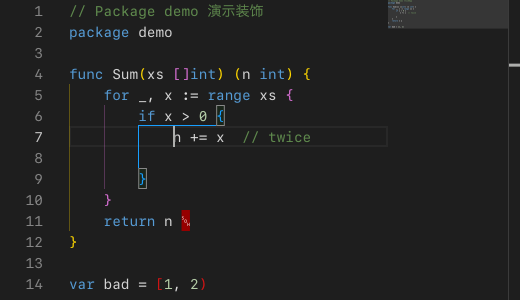 1 // Package demo 演示装饰
2 package demo
3
4 func Sum(xs []int) (n int) {
5     for _, x := range xs {
6         if x > 0 {
7             n += x  // twice
8
9         }
10     }
11     return n %
12 }
13
14 var bad = [1, 2)